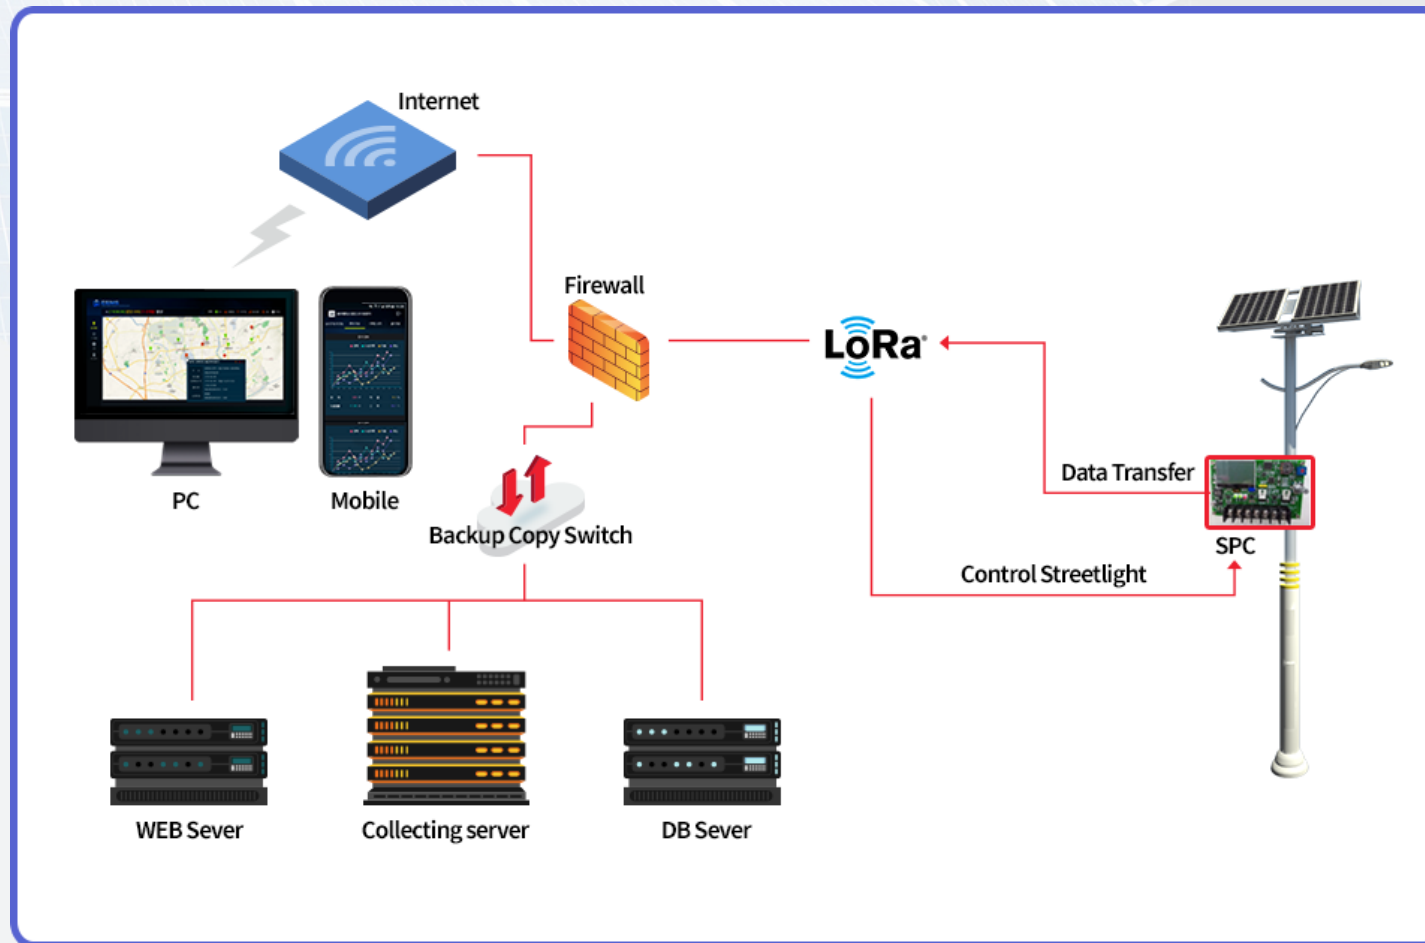 Internet
Firewall
LoRa
PC
Mobile
Data Transfer
SPC
Backup Copy Switch
Control Streetlight
WEB Sever
Collecting server
DB Sever